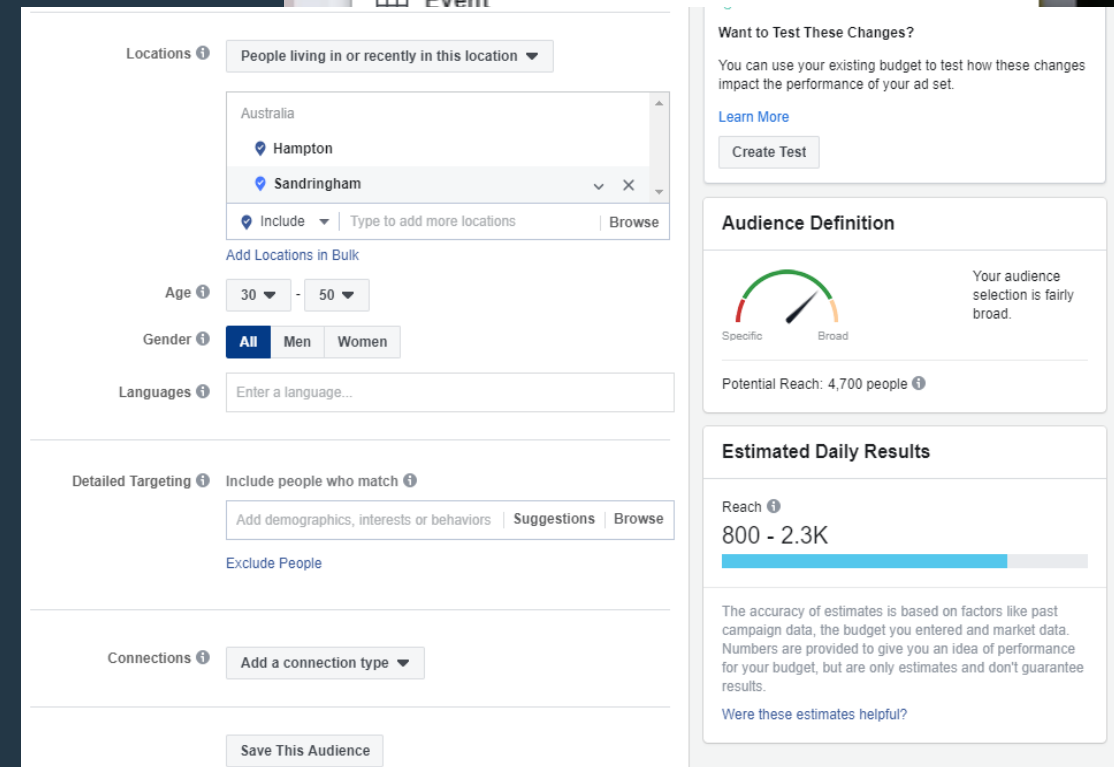 Event
Locations
People living in or recently in this location
Australia
Hampton
Sandringham
Include
Type to add more locations
Browse
Add Locations in Bulk
Age
30 - 50
Gender
All Men Women
Languages
Enter a language...
Detailed Targeting
Include people who match
Add demographics, interests or behaviors
Suggestions
Browse
Exclude People
Connections
Add a connection type
Save This Audience
Want to Test These Changes?
You can use your existing budget to test how these changes
impact the performance of your ad set.
Learn More
Create Test
Audience Definition
Specific
Broad
Your audience
selection is fairly
broad.
Potential Reach: 4,700 people
Estimated Daily Results
Reach
800 - 2.3K
The accuracy of estimates is based on factors like past
campaign data, the budget you entered and market data.
Numbers are provided to give you an idea of performance
for your budget, but are only estimates and don't guarantee
results.
Were these estimates helpful?